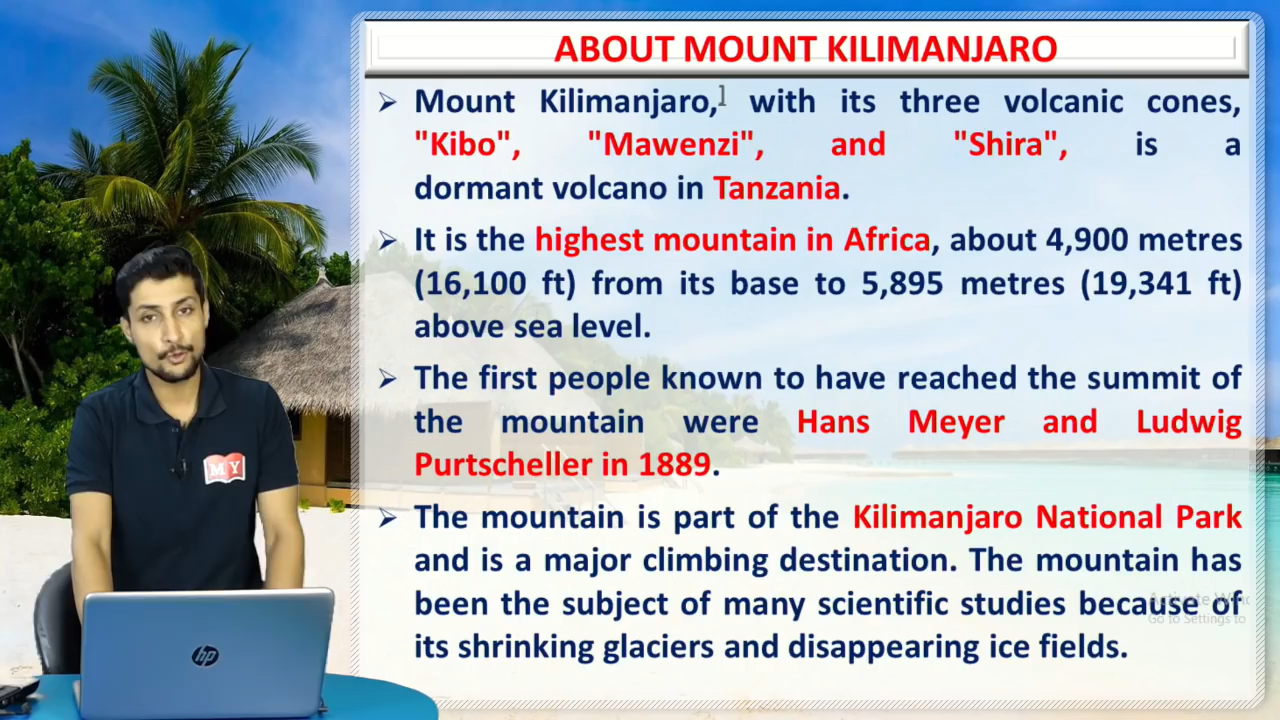 ABOUT MOUNT KILIMANJARO
➢ Mount Kilimanjaro,] with its three volcanic cones,
"Kibo", "Mawenzi", and "Shira", is a
dormant volcano in Tanzania.
➢ It is the highest mountain in Africa, about 4,900 metres
(16,100 ft) from its base to 5,895 metres (19,341 ft)
above sea level.
➢ The first people known to have reached the summit of
the mountain were Hans Meyer and Ludwig
Purtscheller in 1889.
➢ The mountain is part of the Kilimanjaro National Park
and is a major climbing destination. The mountain has
been the subject of many scientific studies because of
its shrinking glaciers and disappearing ice fields.
MY
hp
Go to Settings to